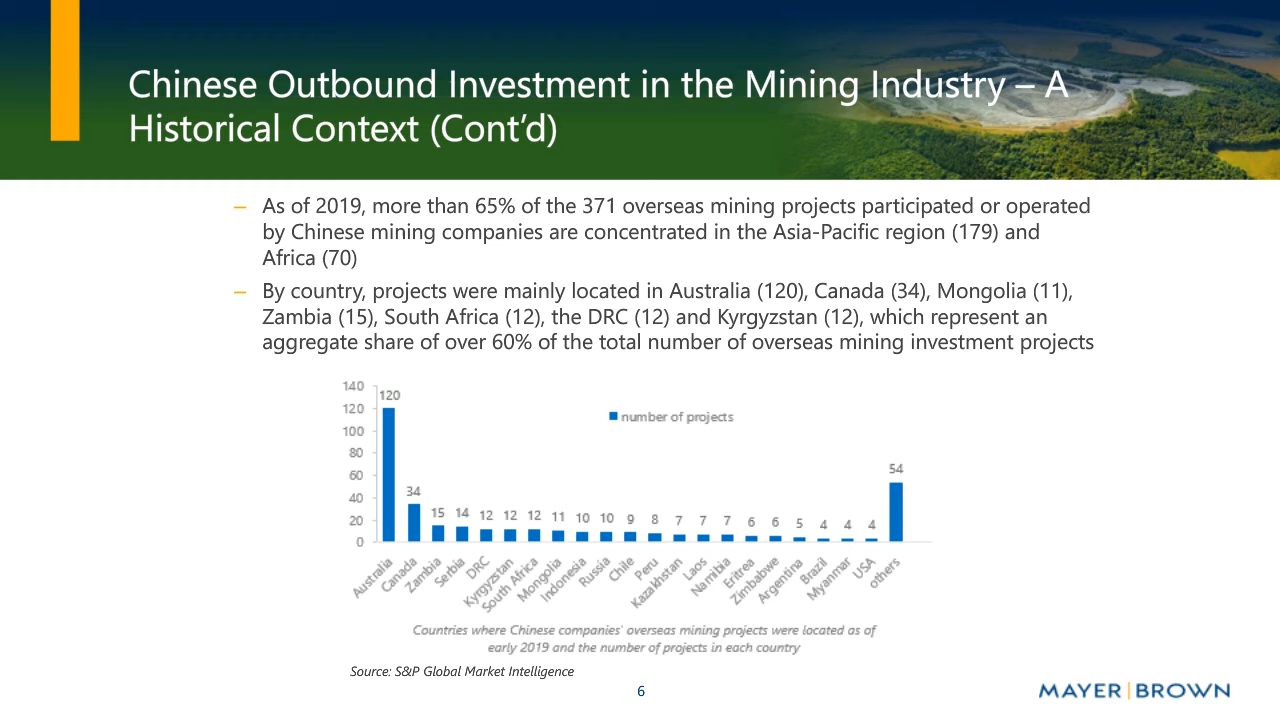 Chinese Outbound Investment in the Mining Industry – A
Historical Context (Cont’d)
– As of 2019, more than 65% of the 371 overseas mining projects participated or operated
by Chinese mining companies are concentrated in the Asia-Pacific region (179) and
Africa (70)
– By country, projects were mainly located in Australia (120), Canada (34), Mongolia (11),
Zambia (15), South Africa (12), the DRC (12) and Kyrgyzstan (12), which represent an
aggregate share of over 60% of the total number of overseas mining investment projects
140
120
100
80
60
40
20
0
number of projects
120 34 15 14 12 12 12 11 10 10 9 8 7 7 7 6 6 5 4 4 4 54
Australia Canada Zambia Serbia DRC Kyrgyzstan South Africa Mongolia Indonesia Russia Chile Peru Kazakhstan Laos Namibia Eritrea Zimbabwe Argentina Brazil Myanmar USA others
Countries where Chinese companies' overseas mining projects were located as of
early 2019 and the number of projects in each country
Source: S&P Global Market Intelligence
6
MAYER|BROWN